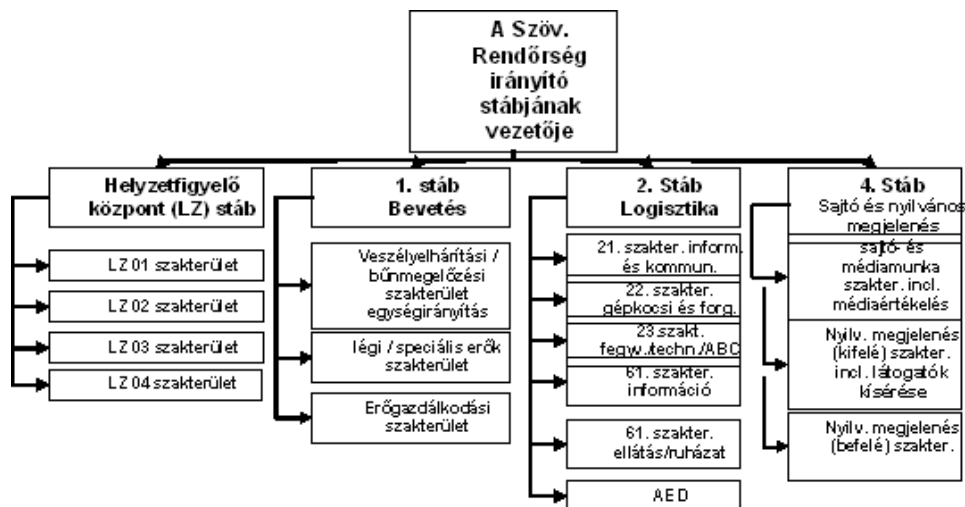 A Szöv.
Rendőrség
irányító
stábjának
vezetője
Helyzetfigyelő
központ (LZ) stáb
LZ 01 szakterület
LZ 02 szakterület
LZ 03 szakterület
LZ 04 szakterület
1. stáb
Bevetés
Veszélyelhárítási /
bűnmegelőzési
szakterület
egységirányítás
légi / speciális erők
szakterület
Erőgazdálkodási
szakterület
2. Stáb
Logisztika
21. szakter. inform.
és kommun.
22. szakter.
gépkocsi és forg.
23.szakt.
fegyv./techn./ABC
61. szakter.
információ
61. szakter.
ellátás/ruházat
AED
4. Stáb
Sajtó és nyilvános
megjelenés
sajtó- és
médiamunka
szakter. incl.
médiaértékelés
Nyilv. megjelenés
(kifelé) szakter.
incl. látogatók
kísérése
Nyilv. megjelenés
(befelé) szakter.